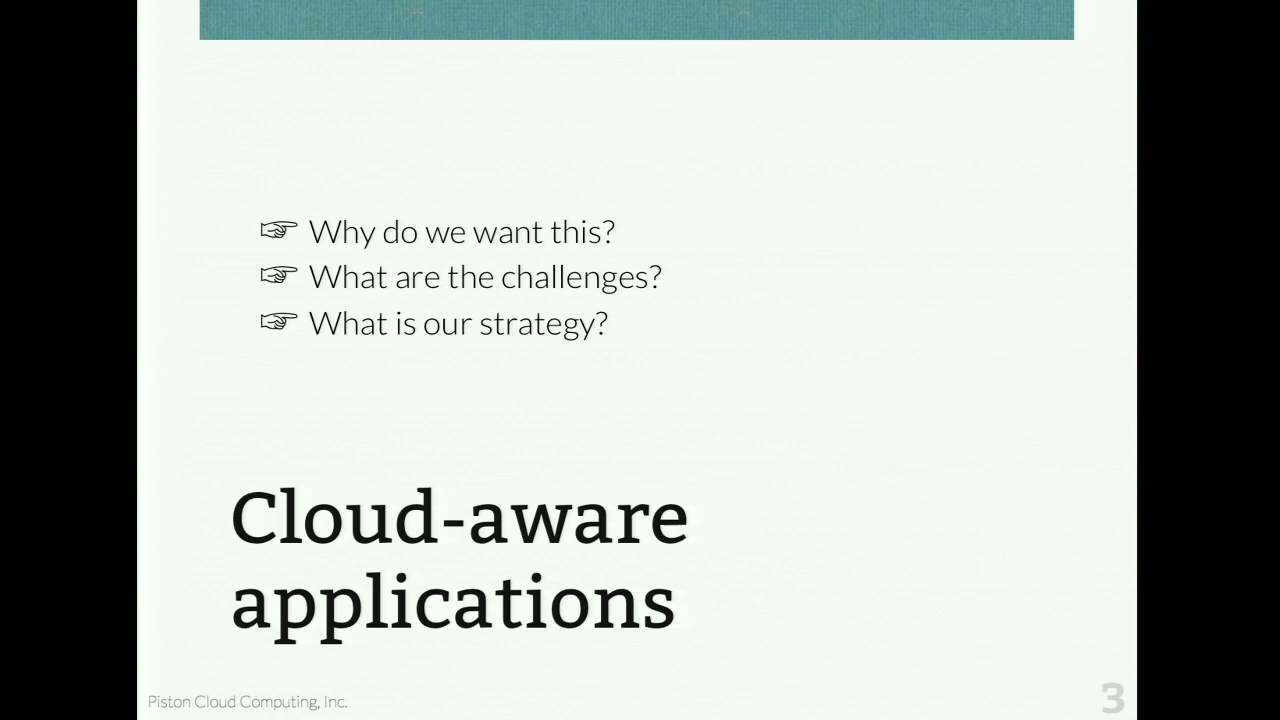 ☞ Why do we want this?
☞ What are the challenges?
☞ What is our strategy?
Cloud-aware
applications
Piston Cloud Computing, Inc.
3